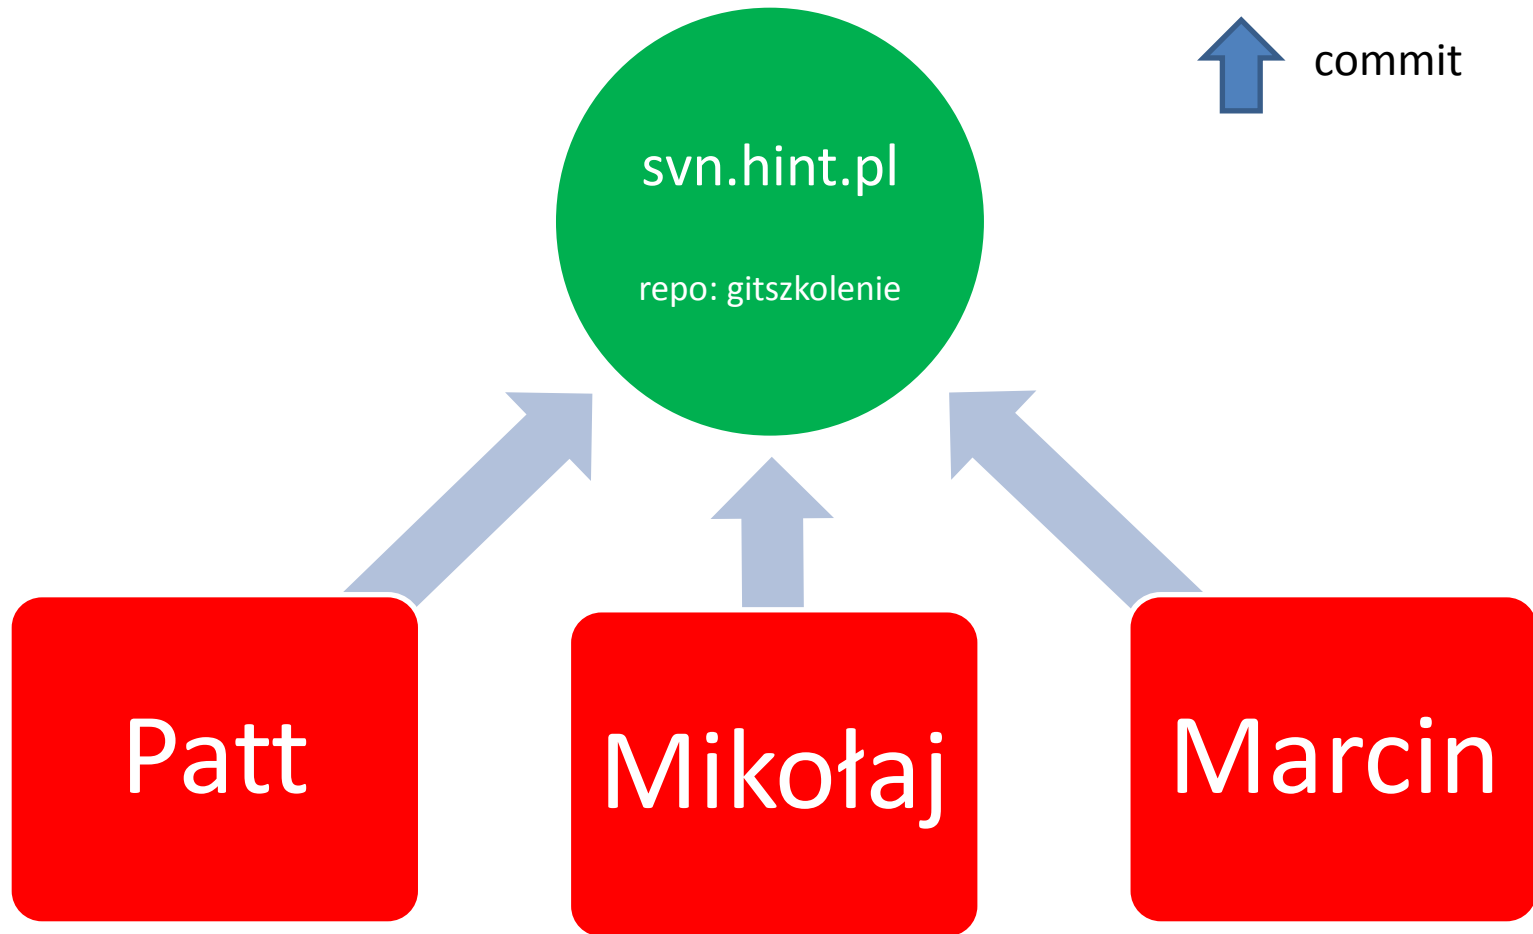 commit
svn.hint.pl
repo: gitszkolenie
Patt
Mikołaj
Marcin